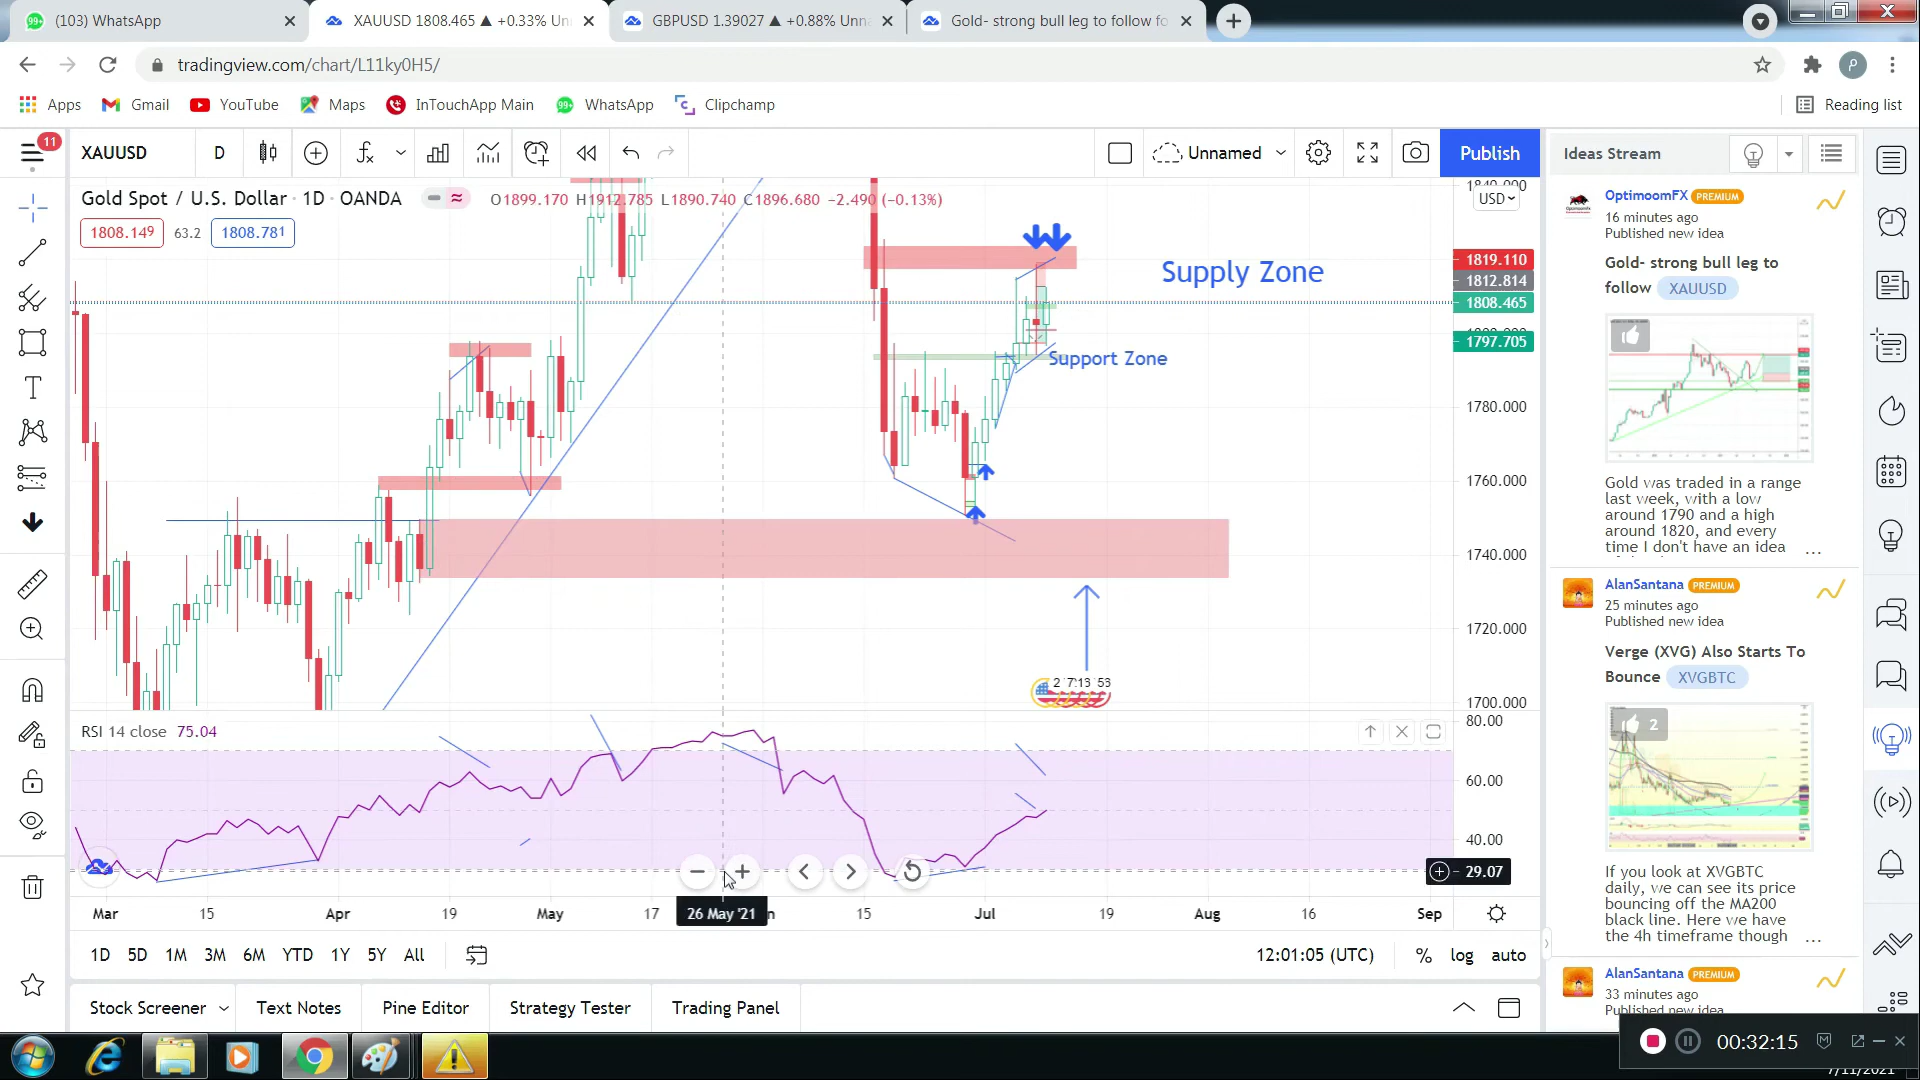 (103) WhatsApp
XAUUSD 1808.465 ▲ +0.33% Un
GBPUSD 1.39027 ▲ +0.88% Unn
Gold- strong bull leg to follow fo
tradingview.com/chart/L11ky0H5/
P
Apps
Gmail
YouTube
Maps
InTouchApp Main
99+
WhatsApp
Clipchamp
Reading list
11
XAUUSD
D
Unnamed
Publish
Ideas Stream
Gold Spot / U.S. Dollar · 1D · OANDA
O1899.170 H1912.785 L1890.740 C1896.680 −2.490 (−0.13%)
1808.149
63.2
1808.781
USD
1840.000
1819.110
1812.814
1808.465
1797.705
1780.000
1760.000
1740.000
1720.000
1700.000
Supply Zone
Support Zone
RSI 14 close 75.04
80.00
60.00
40.00
29.07
Mar
15
Apr
19
May
17
26 May '21
15
Jul
19
Aug
16
Sep
1D
5D
1M
3M
6M
YTD
1Y
5Y
All
12:01:05 (UTC)
%
log
auto
Stock Screener
Text Notes
Pine Editor
Strategy Tester
Trading Panel
OptimoomFX PREMIUM
16 minutes ago
Published new idea
Gold- strong bull leg to
follow XAUUSD
Gold was traded in a range
last week, with a low
around 1790 and a high
around 1820, and every
time I don't have an idea
...
AlanSantana PREMIUM
25 minutes ago
Published new idea
Verge (XVG) Also Starts To
Bounce XVGBTC
2
If you look at XVGBTC
daily, we can see its price
bouncing off the MA200
black line. Here we have
the 4h timeframe though
...
AlanSantana PREMIUM
33 minutes ago
Published new idea
00:32:15
7/11/2021